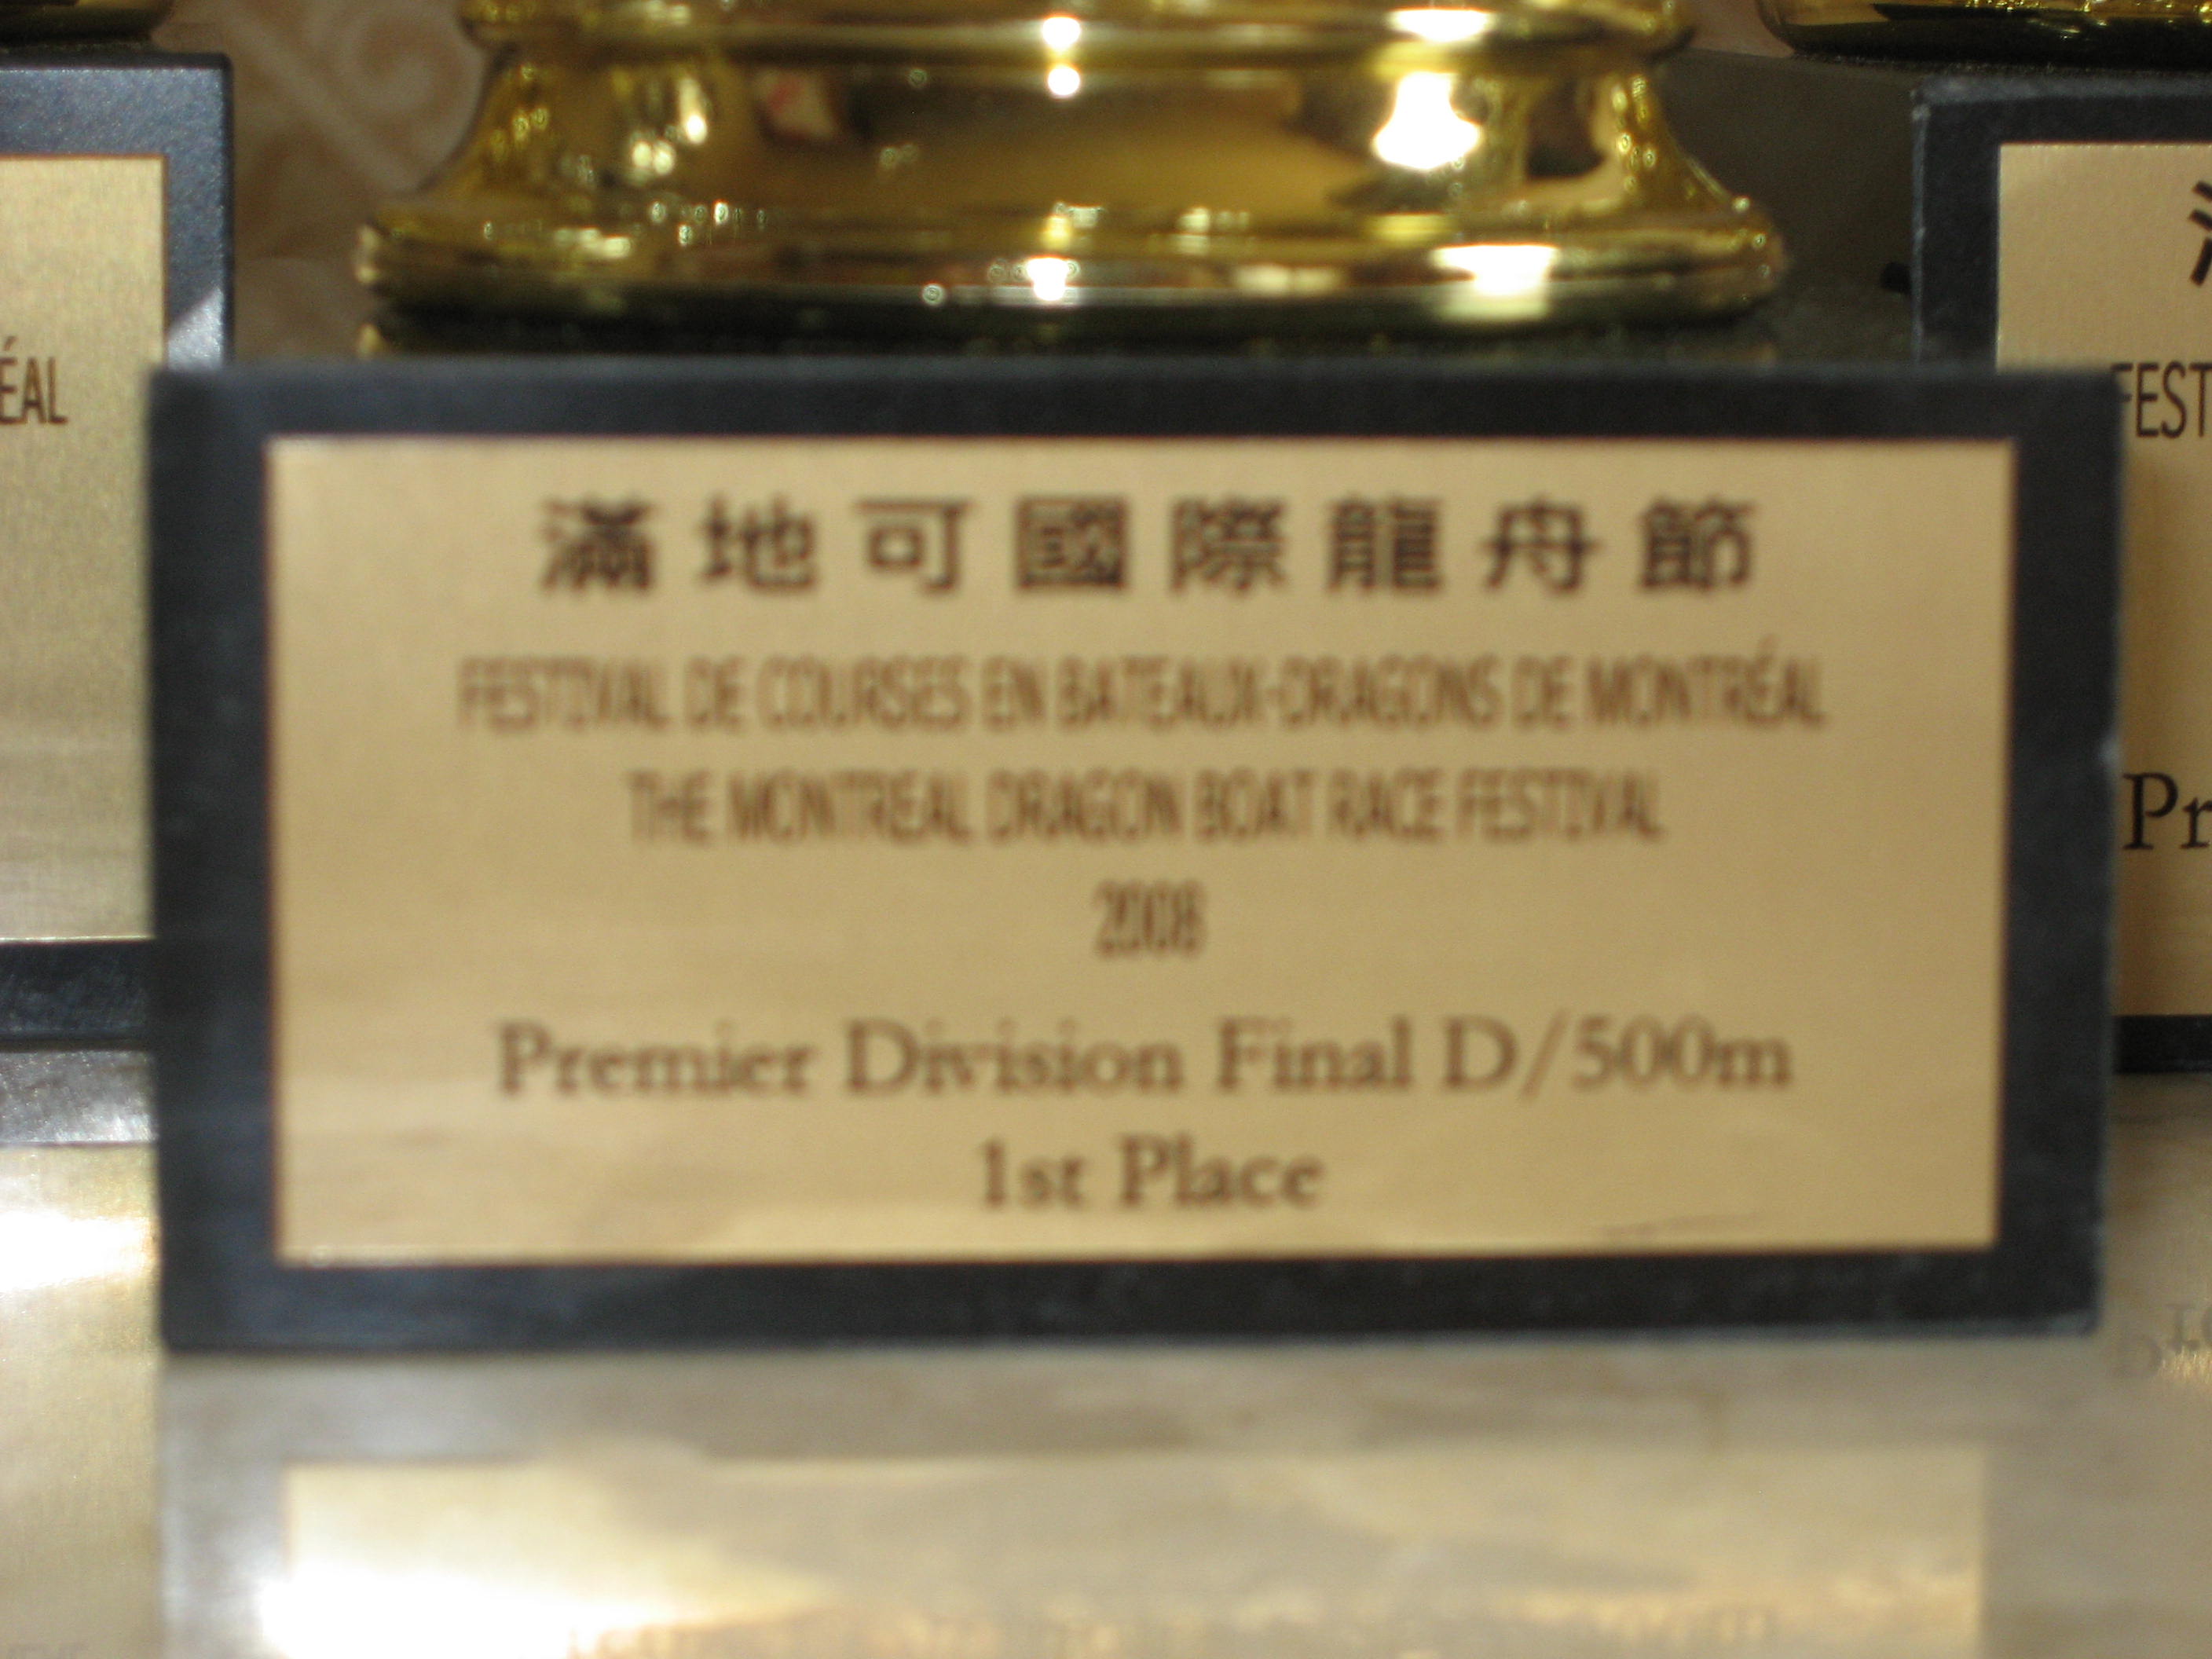 滿地可國際龍舟節
FESTIVAL DE COURSES EN BATEAUX-DRAGONS DE MONTRÉAL
THE MONTREAL DRAGON BOAT RACE FESTIVAL
2008
Premier Division Final D/500m
1st Place
ÉAL
FEST
Pr